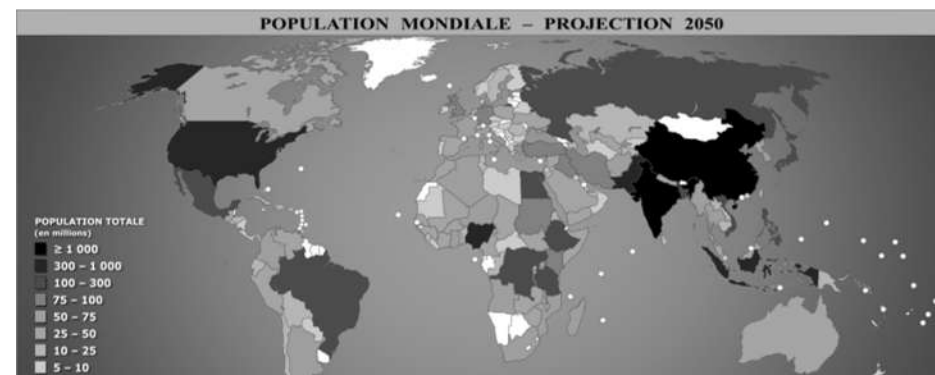 POPULATION MONDIALE – PROJECTION 2050
POPULATION TOTALE
(en millions)
≥ 1 000
300 – 1 000
100 – 300
75 – 100
50 – 75
25 – 50
10 – 25
5 – 10